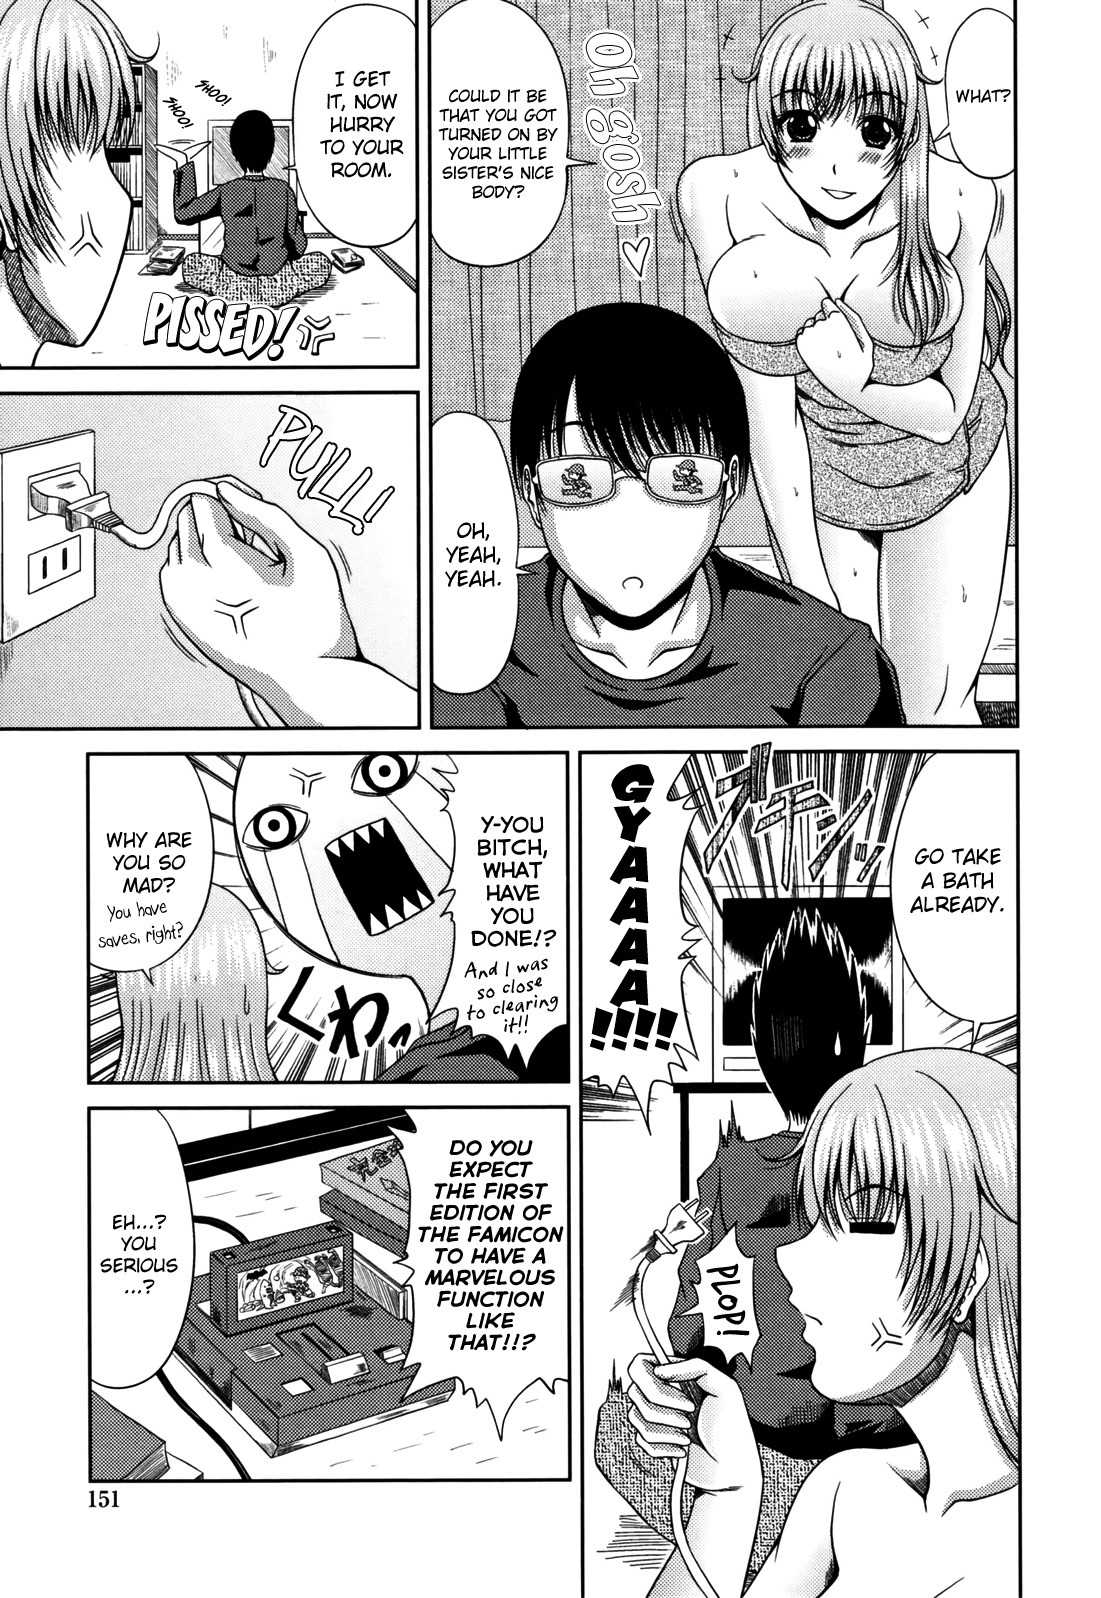 WHAT?
Oh gosh
COULD IT BE
THAT YOU GOT
TURNED ON BY
YOUR LITTLE
SISTER'S NICE
BODY?
OH,
YEAH,
YEAH.
I GET
IT, NOW
HURRY
TO YOUR
ROOM.
SHOO!
SHOO!
PISSED!
PULL!
GO TAKE
A BATH
ALREADY.
ブチンッ
GYAAAA!!!!!
PLOP!
Y-YOU
BITCH,
WHAT
HAVE
YOU
DONE!?
And I was
so close
to clearing
it!!
くわっ
WHY ARE
YOU SO
MAD?
You have
saves, right?
DO YOU
EXPECT
THE FIRST
EDITION OF
THE FAMICON
TO HAVE A
MARVELOUS
FUNCTION
LIKE
THAT!!?
EH...?
YOU
SERIOUS
...?
151